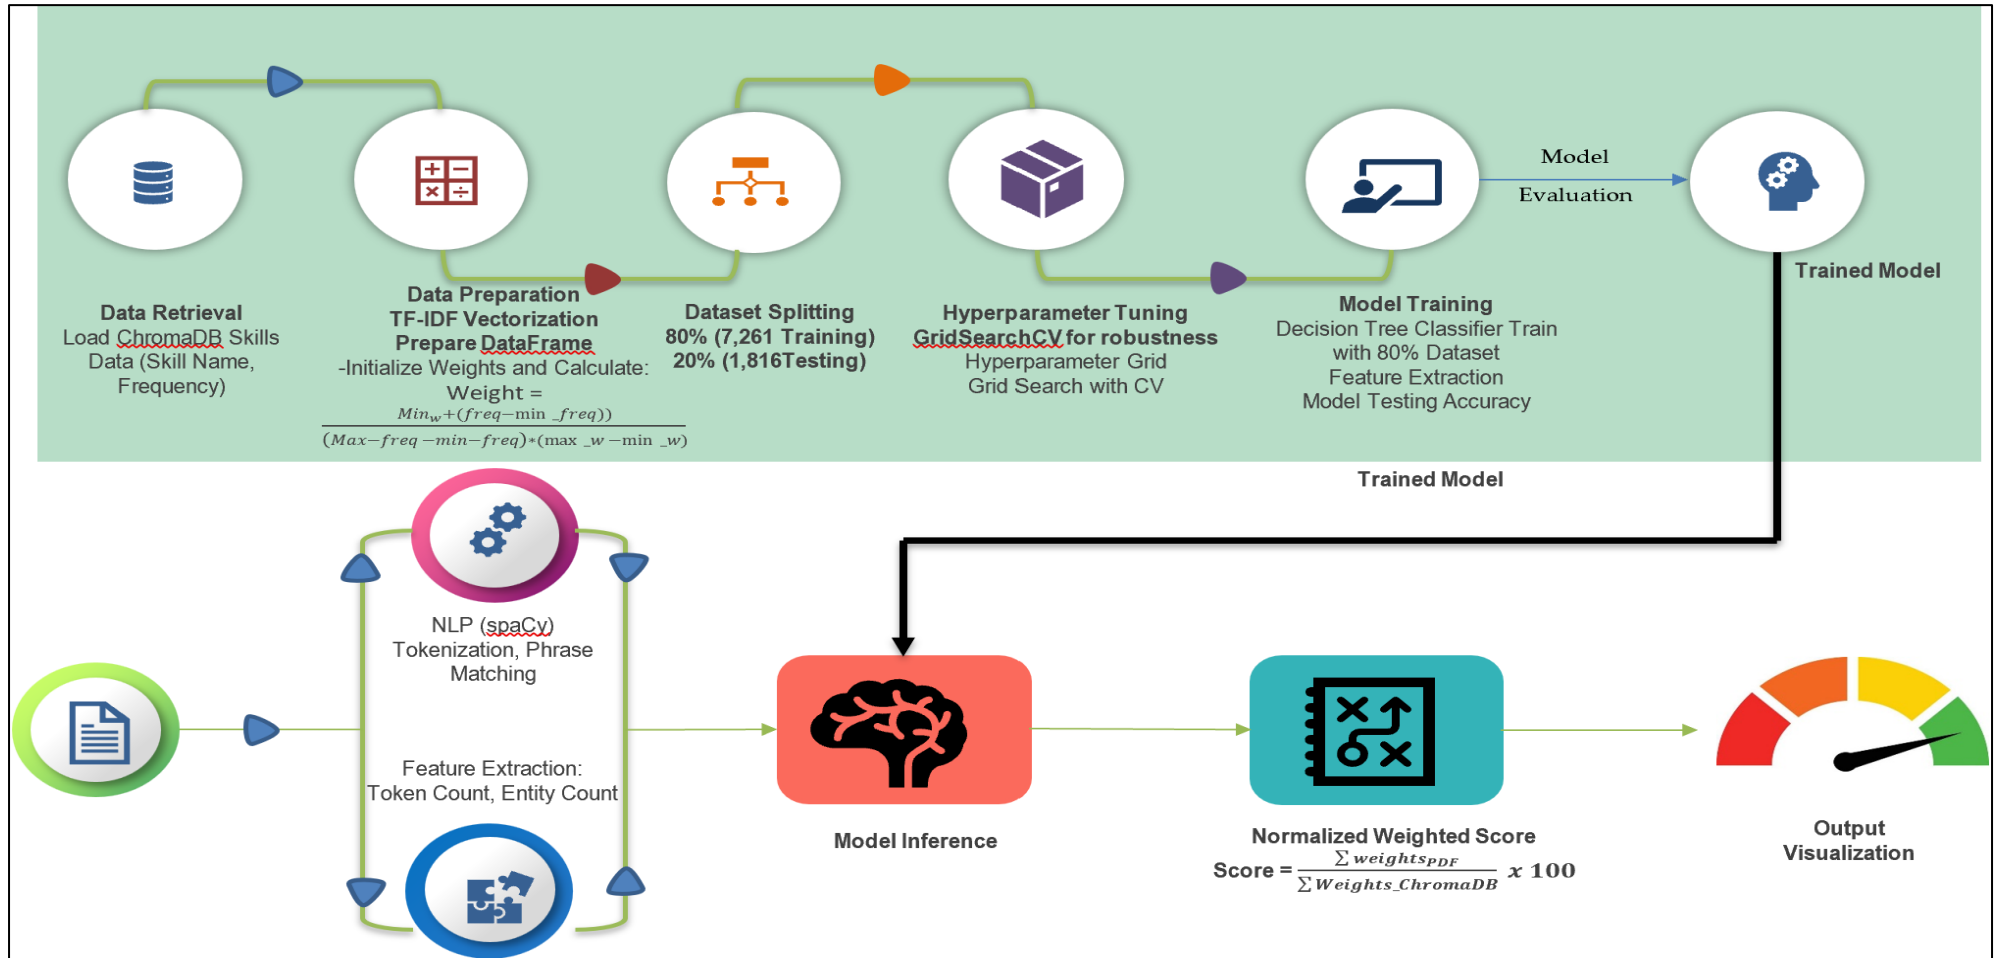 Data Retrieval
Load ChromaDB Skills
Data (Skill Name,
Frequency)
Data Preparation
TF-IDF Vectorization
Prepare DataFrame
-Initialize Weights and Calculate:
Weight =
Min_w+(freq−min _freq))
(Max−freq −min−freq)*(max _w −min _w)
Dataset Splitting
80% (7,261 Training)
20% (1,816Testing)
Hyperparameter Tuning
GridSearchCV for robustness
Hyperparameter Grid
Grid Search with CV
Model Training
Decision Tree Classifier Train
with 80% Dataset
Feature Extraction
Model Testing Accuracy
Model
Evaluation
Trained Model
Trained Model
NLP (spaCy)
Tokenization, Phrase
Matching
Feature Extraction:
Token Count, Entity Count
Model Inference
Normalized Weighted Score
Score = ∑ weights_PDF / ∑ Weights_ChromaDB x 100
Output
Visualization